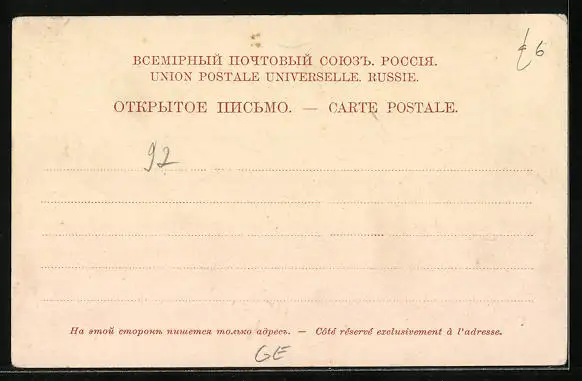 ВСЕМІРНЫЙ ПОЧТОВЫЙ СОЮЗЪ. РОССІЯ.
UNION POSTALE UNIVERSELLE. RUSSIE.
ОТКРЫТОЕ ПИСЬМО. — CARTE POSTALE.
92
На этой сторонѣ пишется только адресъ. — Côté réservé exclusivement à l'adresse.
GE